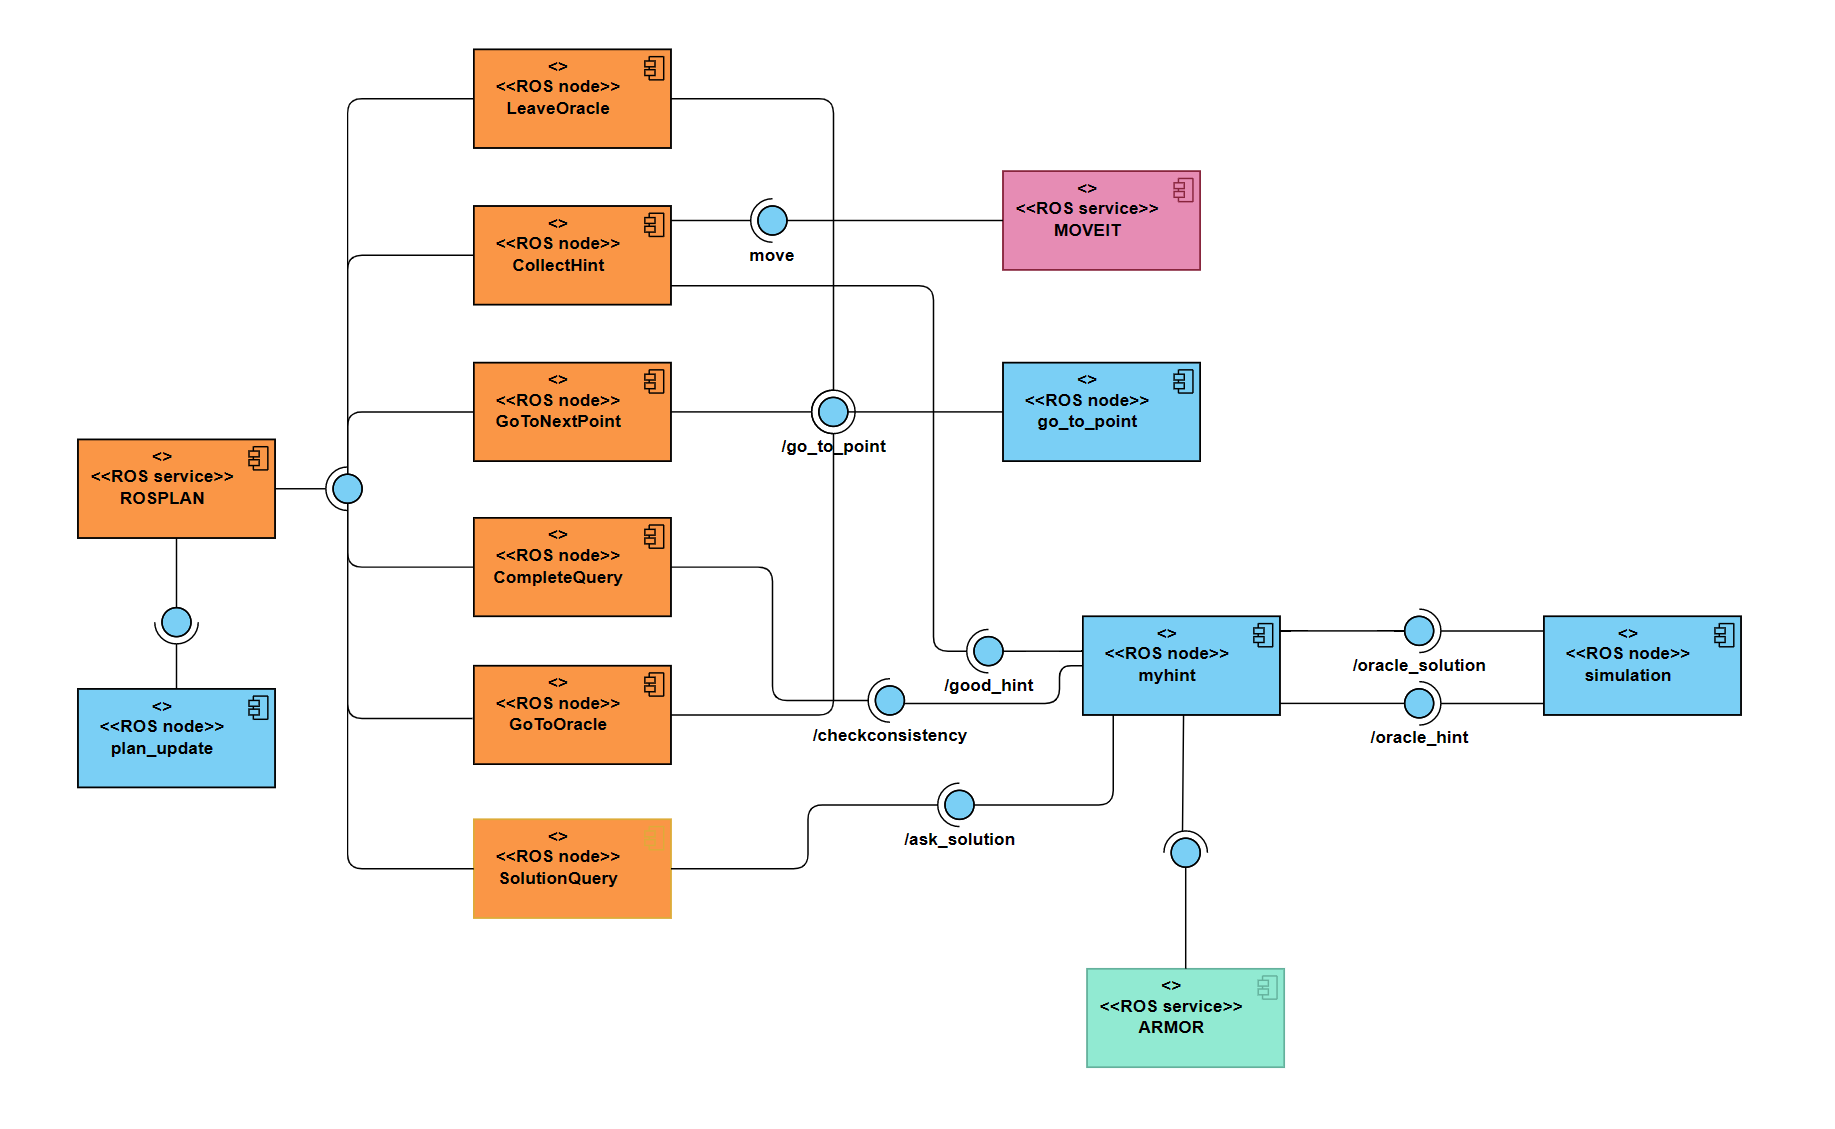 <>
<<ROS node>>
LeaveOracle
<>
<<ROS service>>
MOVEIT
<>
<<ROS node>>
CollectHint
move
<>
<<ROS node>>
GoToNextPoint
<>
<<ROS node>>
go_to_point
/go_to_point
<>
<<ROS service>>
ROSPLAN
<>
<<ROS node>>
CompleteQuery
<>
<<ROS node>>
myhint
<>
<<ROS node>>
simulation
/oracle_solution
/good_hint
<>
<<ROS node>>
GoToOracle
<>
<<ROS node>>
plan_update
/checkconsistency
/oracle_hint
<>
<<ROS node>>
SolutionQuery
/ask_solution
<>
<<ROS service>>
ARMOR